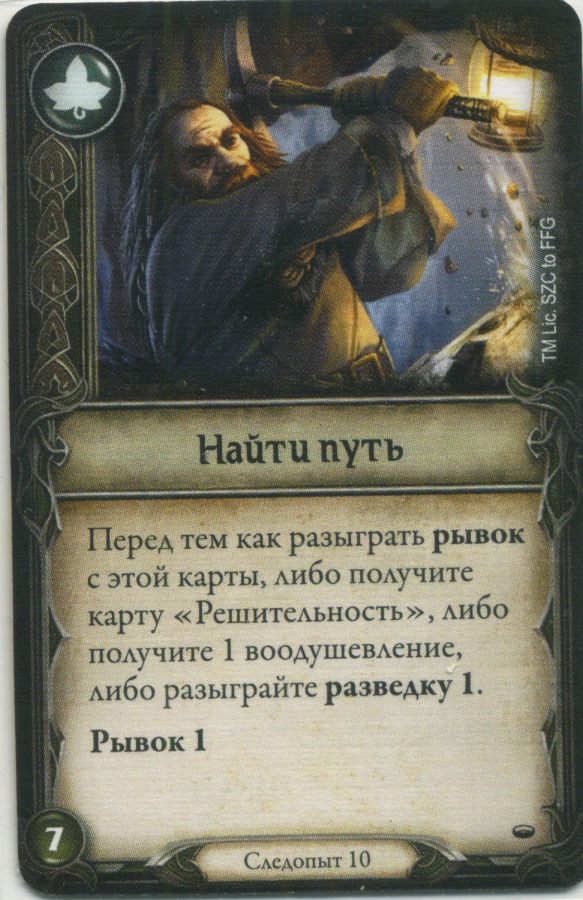 TM Lic. SZC to FFG
Найти путь
Перед тем как разыграть рывок
с этой карты, либо получите
карту «Решительность», либо
получите 1 воодушевление,
либо разыграйте разведку 1.
Рывок 1
7
Следопыт 10